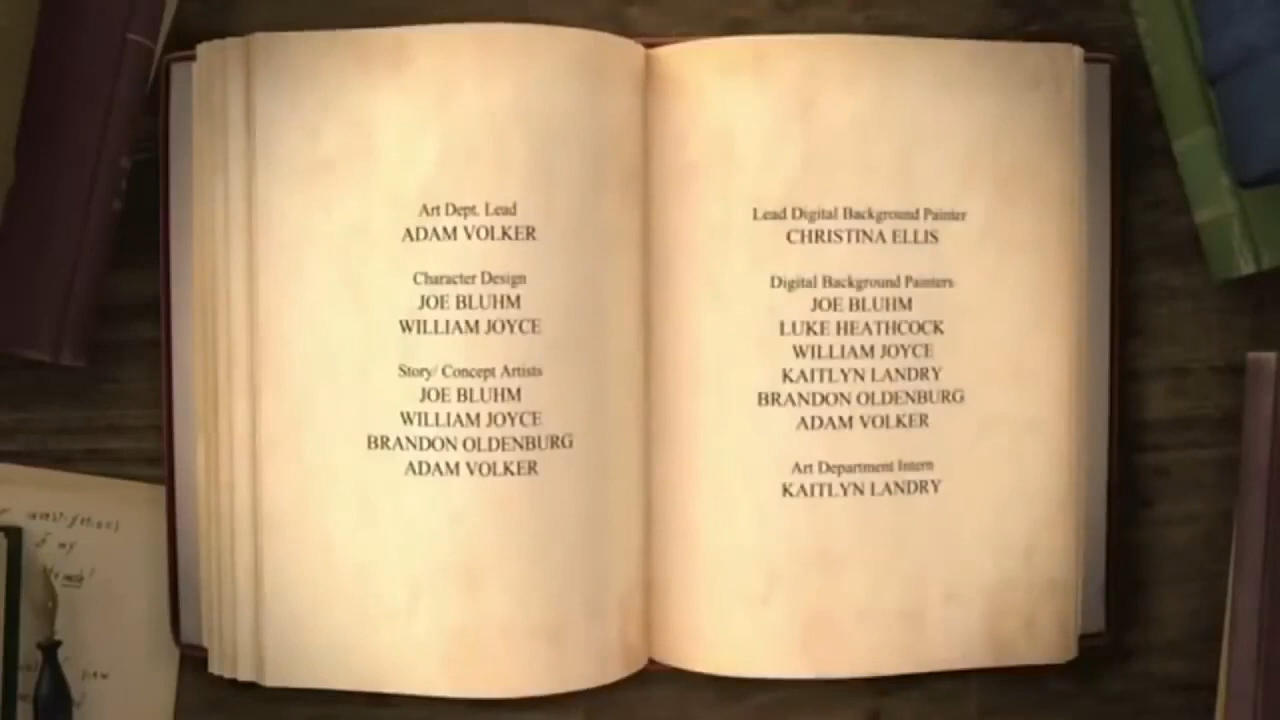 Art Dept. Lead
ADAM VOLKER
Character Design
JOE BLUHM
WILLIAM JOYCE
Story/ Concept Artists
JOE BLUHM
WILLIAM JOYCE
BRANDON OLDENBURG
ADAM VOLKER
Lead Digital Background Painter
CHRISTINA ELLIS
Digital Background Painters
JOE BLUHM
LUKE HEATHCOCK
WILLIAM JOYCE
KAITLYN LANDRY
BRANDON OLDENBURG
ADAM VOLKER
Art Department Intern
KAITLYN LANDRY
my